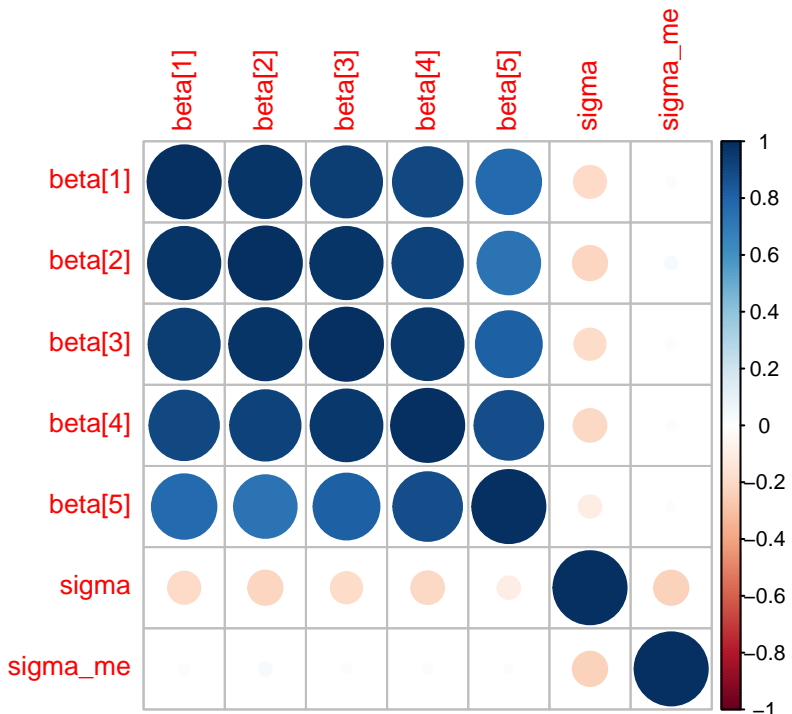 beta[1]
beta[2]
beta[3]
beta[4]
beta[5]
sigma
sigma_me
beta[1]
beta[2]
beta[3]
beta[4]
beta[5]
sigma
sigma_me
1
0.8
0.6
0.4
0.2
0
−0.2
−0.4
−0.6
−0.8
−1